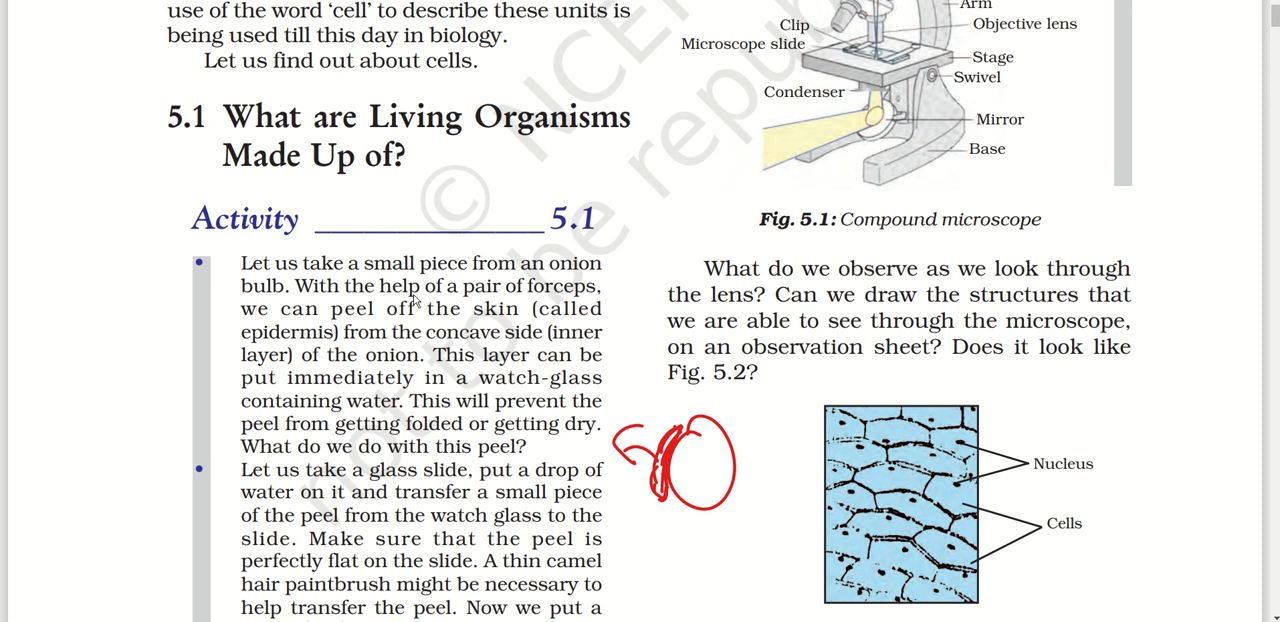 use of the word ‘cell’ to describe these units is
being used till this day in biology.
Let us find out about cells.
5.1 What are Living Organisms
Made Up of?
Activity _______________ 5.1
• Let us take a small piece from an onion
bulb. With the help of a pair of forceps,
we can peel off the skin (called
epidermis) from the concave side (inner
layer) of the onion. This layer can be
put immediately in a watch-glass
containing water. This will prevent the
peel from getting folded or getting dry.
What do we do with this peel?
• Let us take a glass slide, put a drop of
water on it and transfer a small piece
of the peel from the watch glass to the
slide. Make sure that the peel is
perfectly flat on the slide. A thin camel
hair paintbrush might be necessary to
help transfer the peel. Now we put a
Arm
Clip
Objective lens
Microscope slide
Stage
Swivel
Condenser
Mirror
Base
Fig. 5.1: Compound microscope
What do we observe as we look through
the lens? Can we draw the structures that
we are able to see through the microscope,
on an observation sheet? Does it look like
Fig. 5.2?
Nucleus
Cells
© NCE
not to be repub